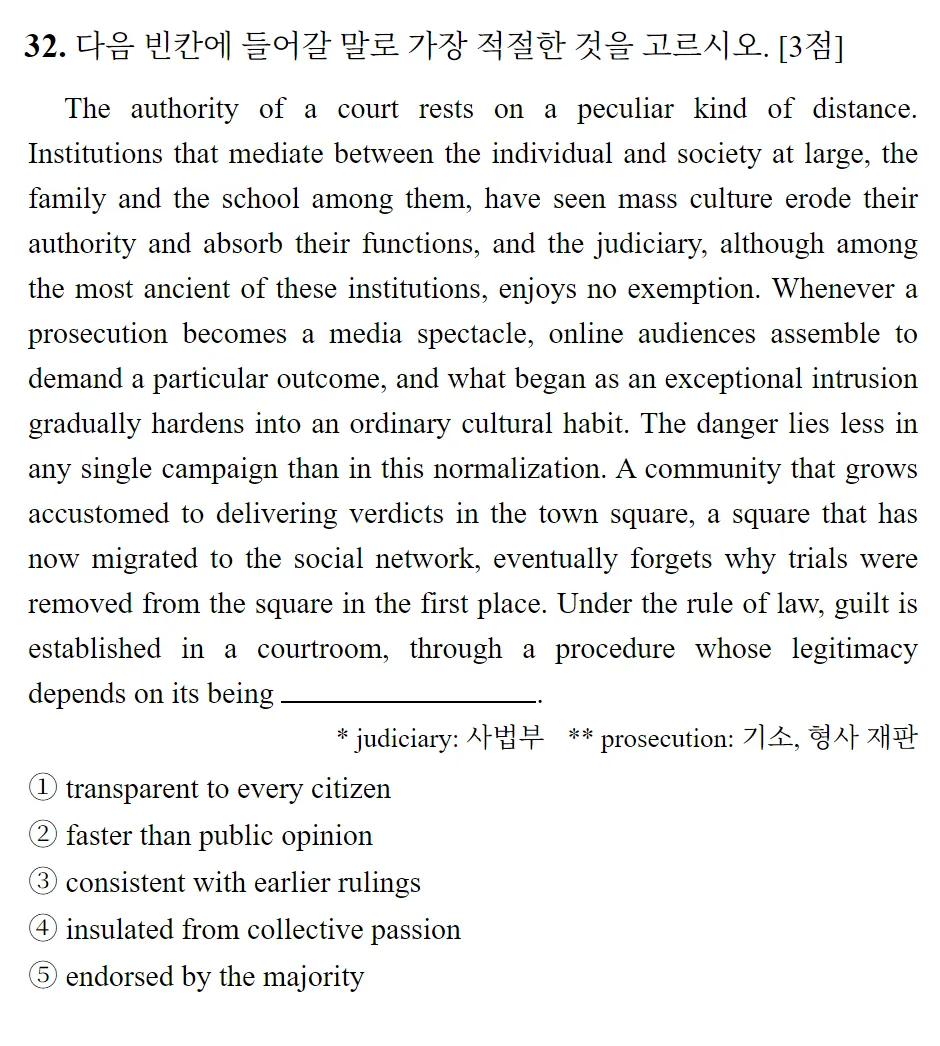 32. 다음 빈칸에 들어갈 말로 가장 적절한 것을 고르시오. [3점]
The authority of a court rests on a peculiar kind of distance.
Institutions that mediate between the individual and society at large, the
family and the school among them, have seen mass culture erode their
authority and absorb their functions, and the judiciary, although among
the most ancient of these institutions, enjoys no exemption. Whenever a
prosecution becomes a media spectacle, online audiences assemble to
demand a particular outcome, and what began as an exceptional intrusion
gradually hardens into an ordinary cultural habit. The danger lies less in
any single campaign than in this normalization. A community that grows
accustomed to delivering verdicts in the town square, a square that has
now migrated to the social network, eventually forgets why trials were
removed from the square in the first place. Under the rule of law, guilt is
established in a courtroom, through a procedure whose legitimacy
depends on its being ________________.
* judiciary: 사법부 ** prosecution: 기소, 형사 재판
① transparent to every citizen
② faster than public opinion
③ consistent with earlier rulings
④ insulated from collective passion
⑤ endorsed by the majority